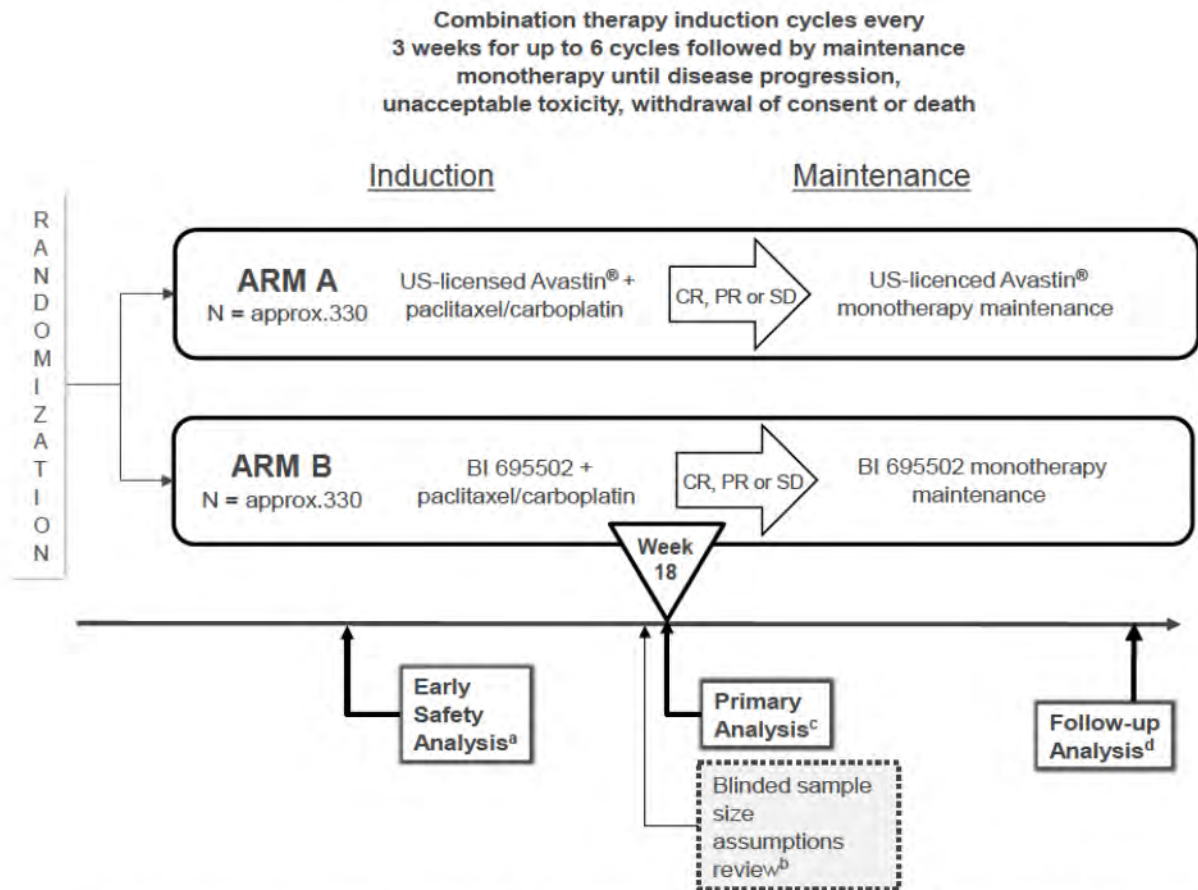 Combination therapy induction cycles every
3 weeks for up to 6 cycles followed by maintenance
monotherapy until disease progression,
unacceptable toxicity, withdrawal of consent or death
Induction
Maintenance
R
A
N
D
O
M
I
Z
A
T
I
O
N
ARM A
N = approx.330
US-licensed Avastin® +
paclitaxel/carboplatin
CR, PR or SD
US-licenced Avastin®
monotherapy maintenance
ARM B
N = approx.330
BI 695502 +
paclitaxel/carboplatin
CR, PR or SD
BI 695502 monotherapy
maintenance
Week
18
Early
Safety
Analysisᵃ
Primary
Analysisᶜ
Follow-up
Analysisᵈ
Blinded sample
size
assumptions
reviewᵇ